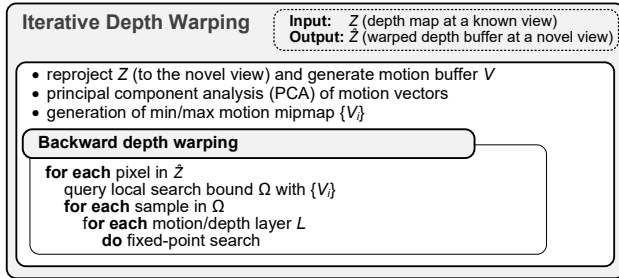 Iterative Depth Warping
Input: Z (depth map at a known view)
Output: Ẑ (warped depth buffer at a novel view)
• reproject Z (to the novel view) and generate motion buffer V
• principal component analysis (PCA) of motion vectors
• generation of min/max motion mipmap {Vᵢ}
Backward depth warping
for each pixel in Ẑ
query local search bound Ω with {Vᵢ}
for each sample in Ω
for each motion/depth layer L
do fixed-point search